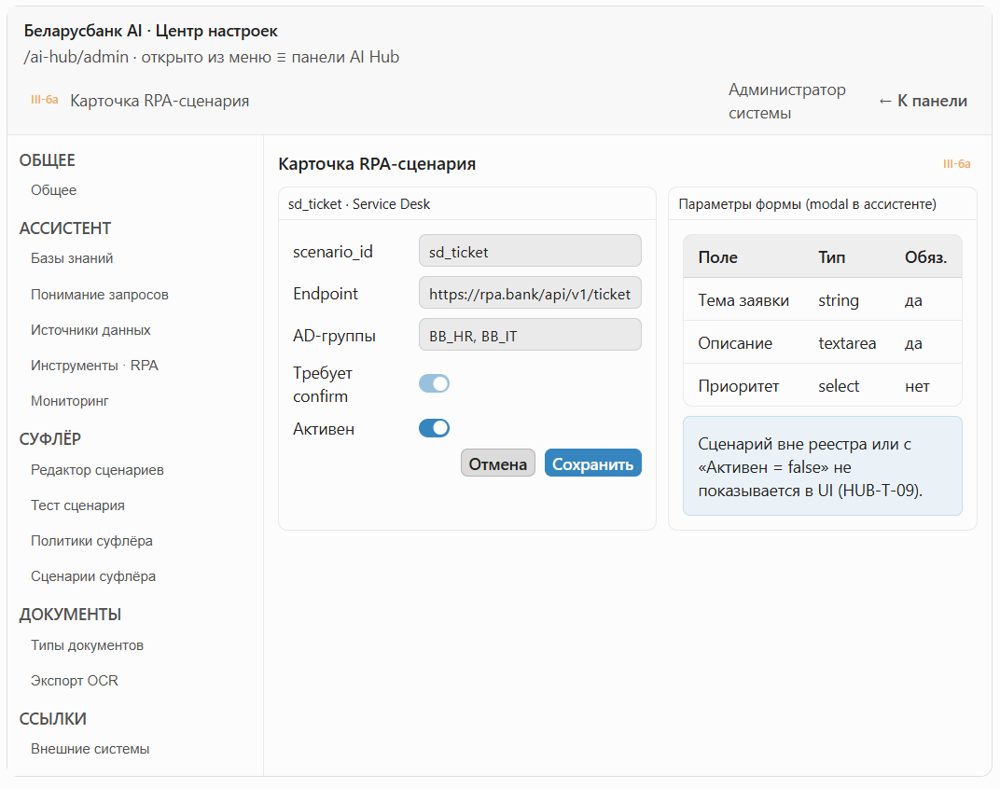 Беларусбанк AI · Центр настроек
/ai-hub/admin · открыто из меню ☰ панели AI Hub
III-6a Карточка RPA-сценария
Администратор
системы
← К панели
ОБЩЕЕ
Общее
АССИСТЕНТ
Базы знаний
Понимание запросов
Источники данных
Инструменты · RPA
Мониторинг
СУФЛЁР
Редактор сценариев
Тест сценария
Политики суфлёра
Сценарии суфлёра
ДОКУМЕНТЫ
Типы документов
Экспорт OCR
ССЫЛКИ
Внешние системы
Карточка RPA-сценария III-6a
sd_ticket · Service Desk
scenario_id sd_ticket
Endpoint https://rpa.bank/api/v1/ticket
AD-группы BB_HR, BB_IT
Требует
confirm
Активен
Отмена Сохранить
Параметры формы (modal в ассистенте)
Поле Тип Обяз.
Тема заявки string да
Описание textarea да
Приоритет select нет
Сценарий вне реестра или с
«Активен = false» не
показывается в UI (HUB-T-09).